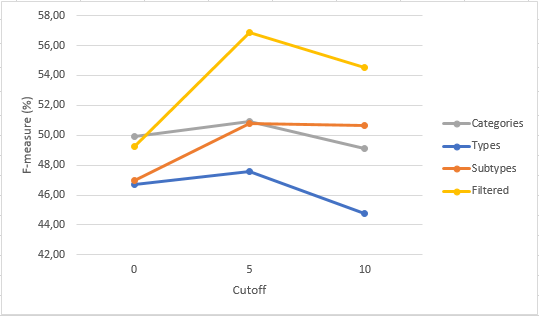 58,00
56,00
54,00
52,00
50,00
48,00
46,00
44,00
42,00
F-measure (%)
0
5
10
Cutoff
Categories
Types
Subtypes
Filtered